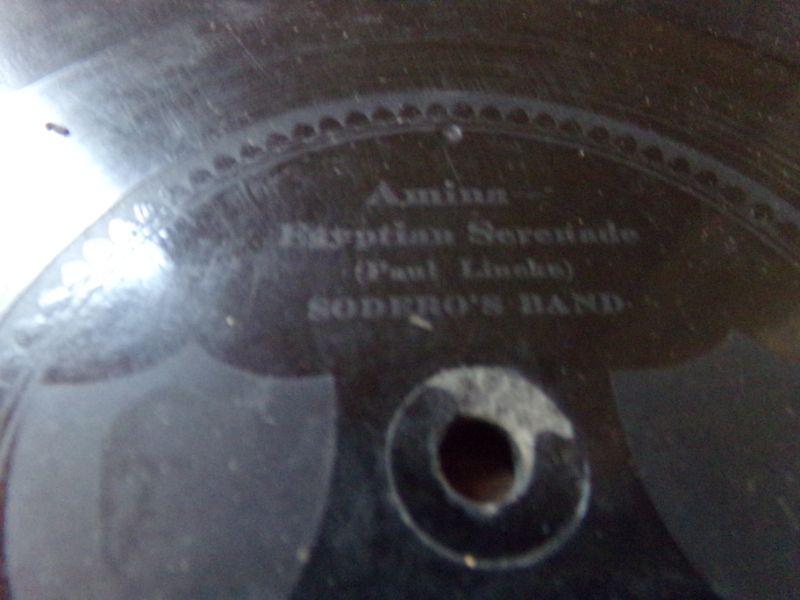 Amina—
Egyptian Serenade
(Paul Lincke)
SODERO'S BAND